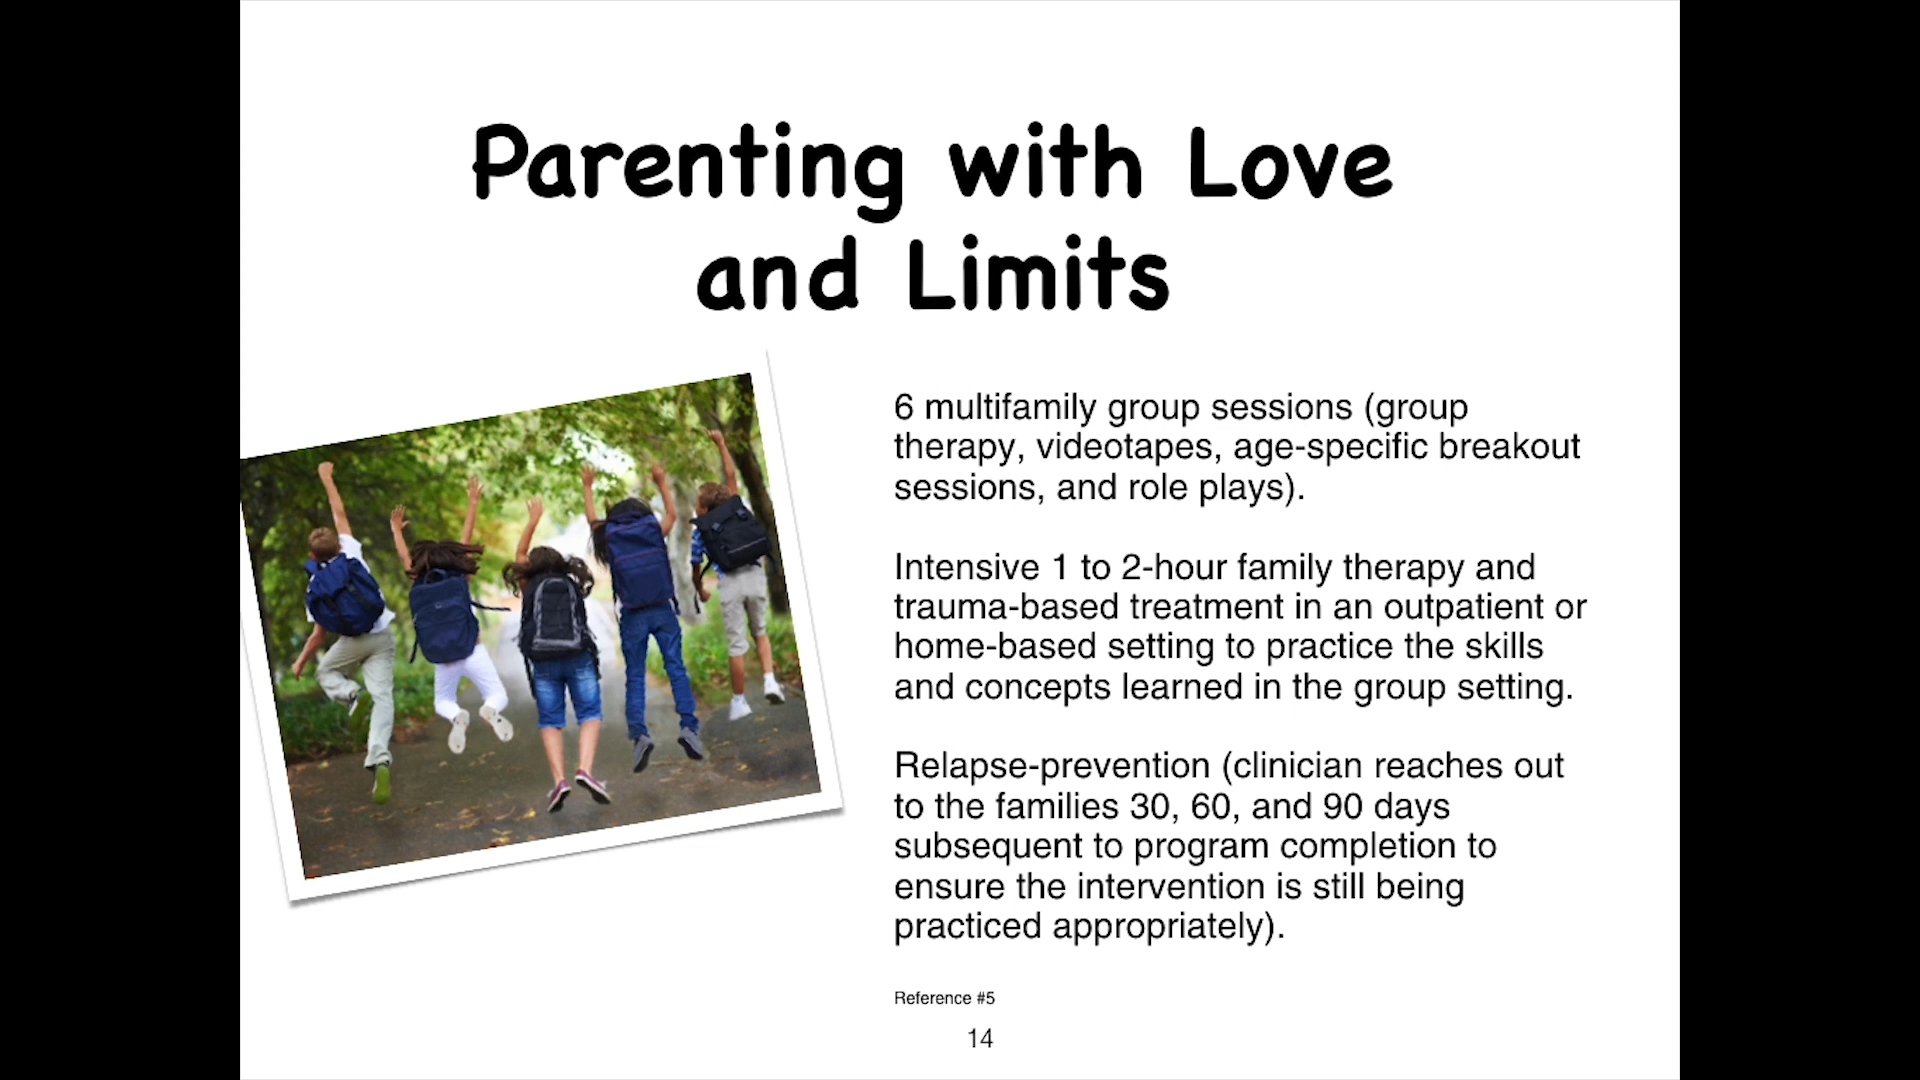 Parenting with Love
and Limits
6 multifamily group sessions (group
therapy, videotapes, age-specific breakout
sessions, and role plays).
Intensive 1 to 2-hour family therapy and
trauma-based treatment in an outpatient or
home-based setting to practice the skills
and concepts learned in the group setting.
Relapse-prevention (clinician reaches out
to the families 30, 60, and 90 days
subsequent to program completion to
ensure the intervention is still being
practiced appropriately).
Reference #5
14